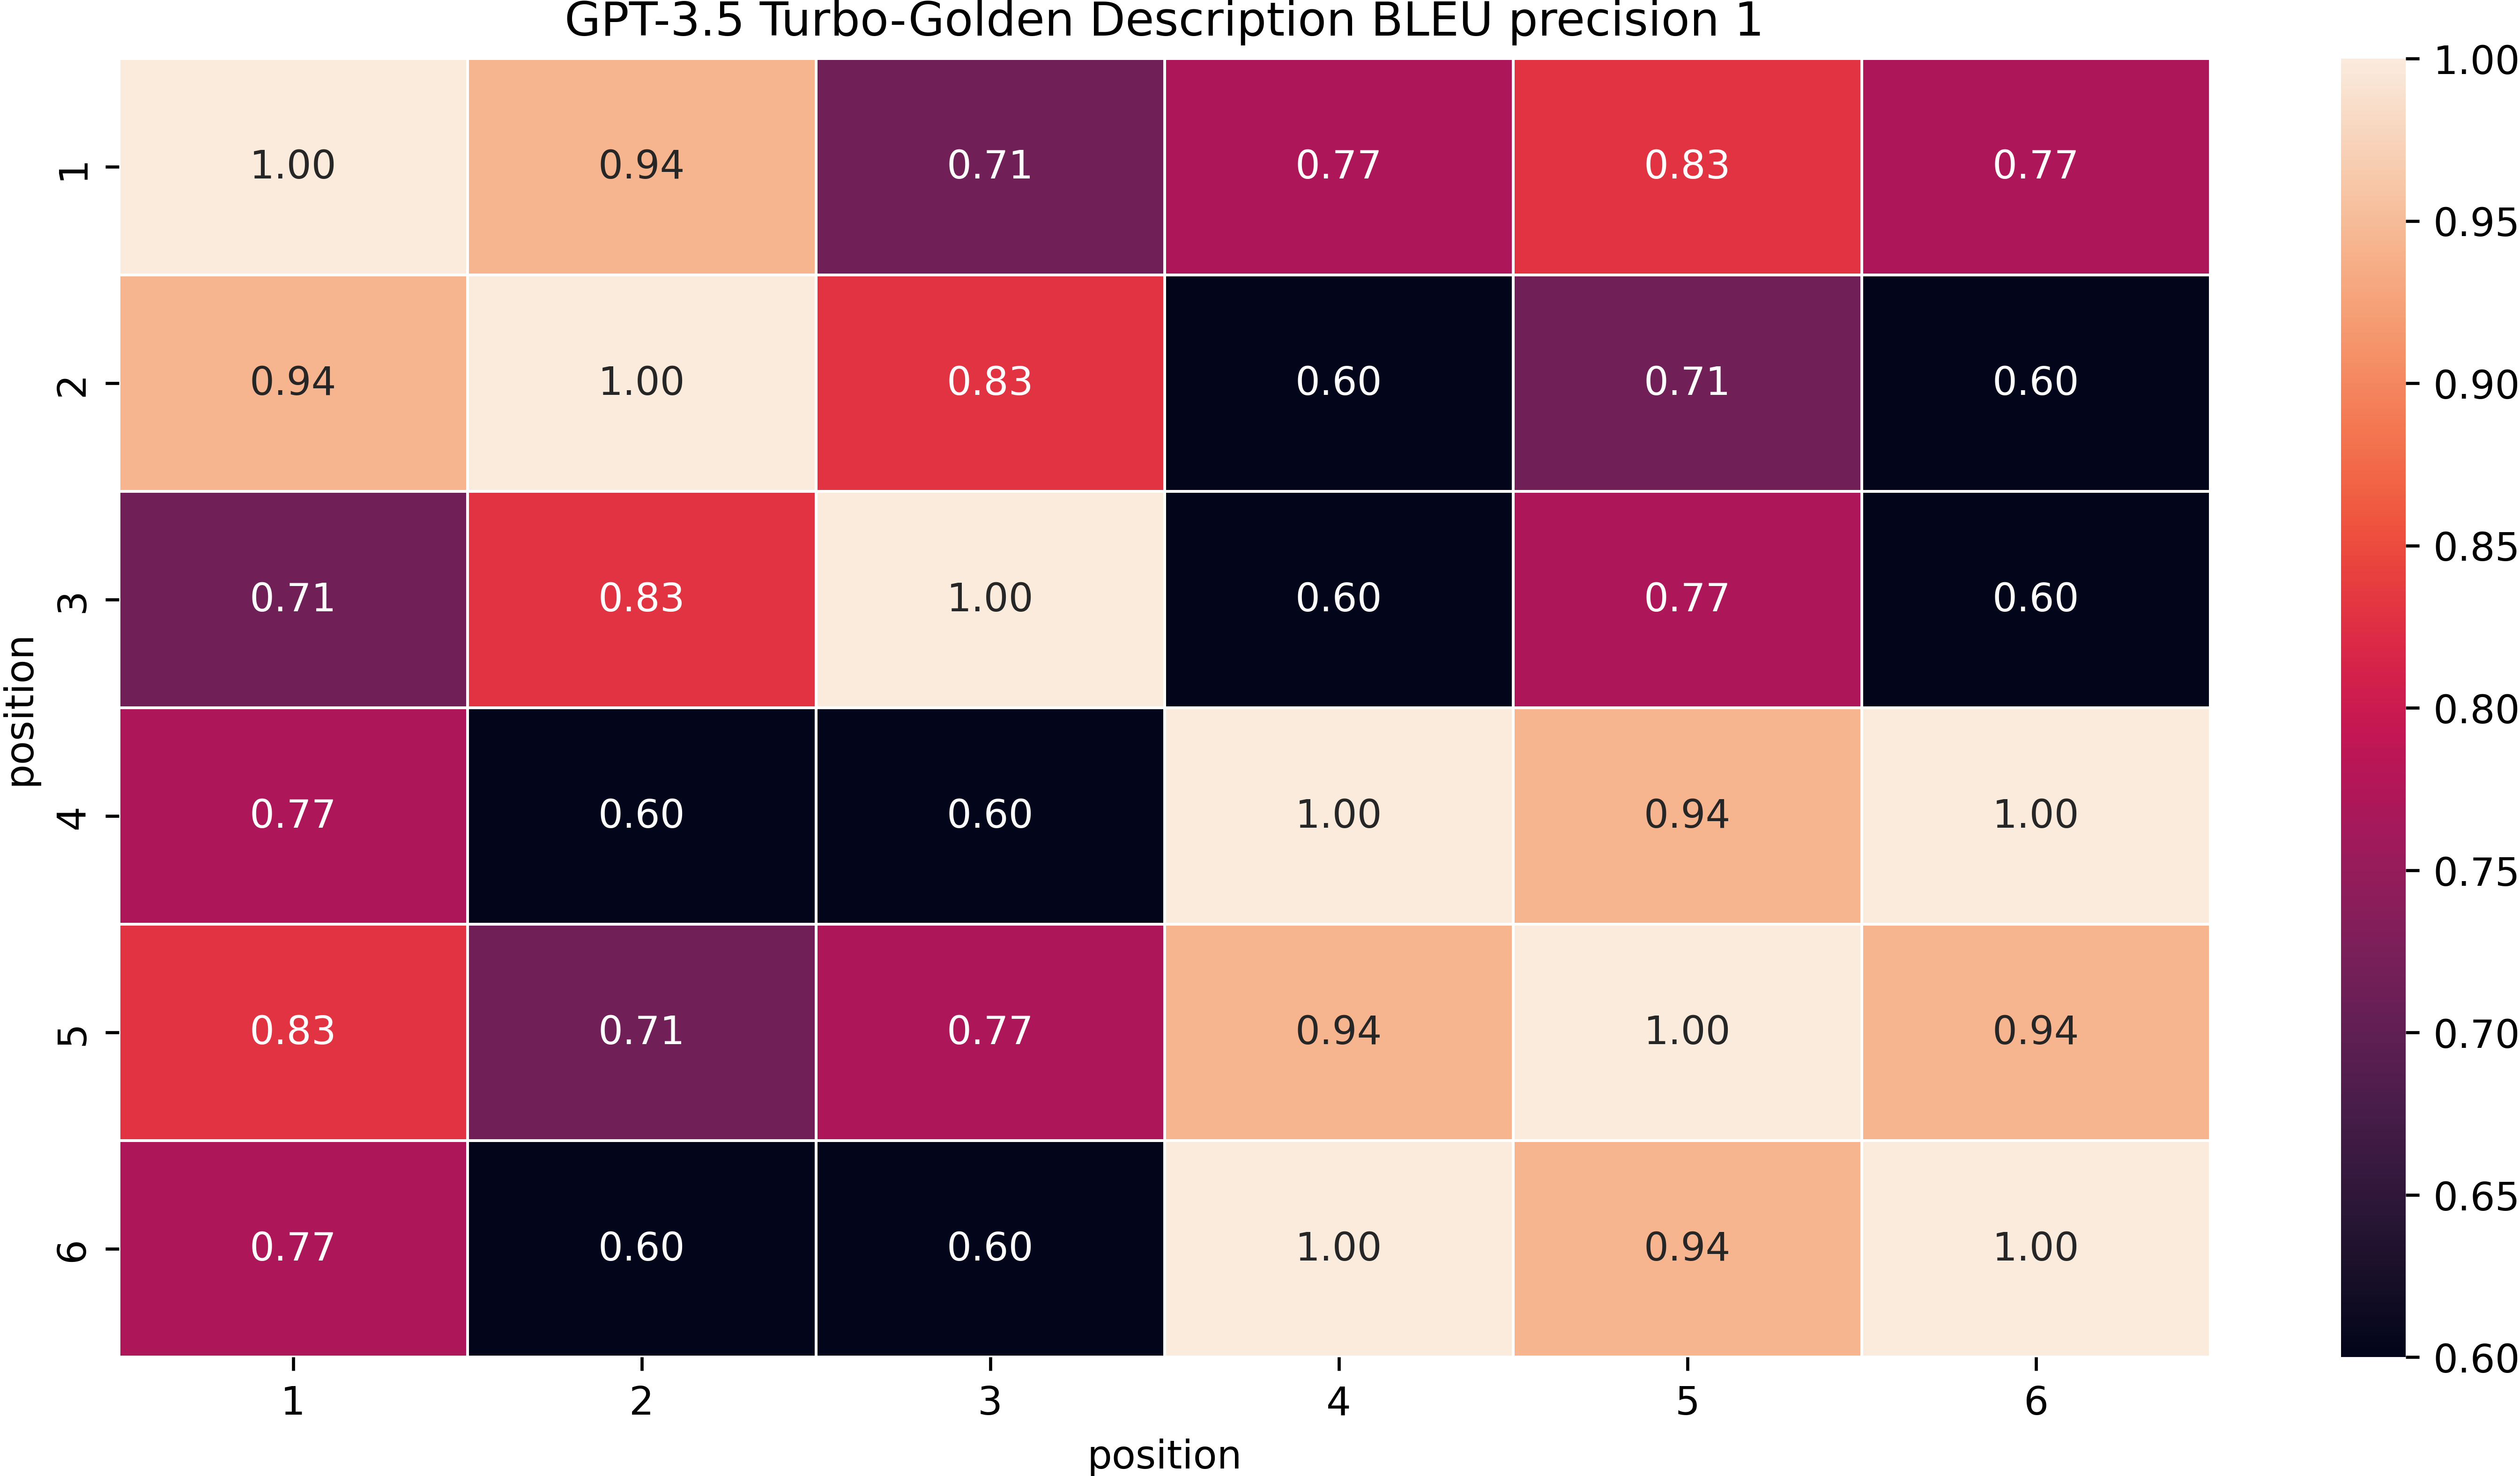 GPT-3.5 Turbo-Golden Description BLEU precision 1
1.00
1 1.00 0.94 0.71 0.77 0.83 0.77
0.95
2 0.94 1.00 0.83 0.60 0.71 0.60
0.90
0.85
3 0.71 0.83 1.00 0.60 0.77 0.60
position
0.80
4 0.77 0.60 0.60 1.00 0.94 1.00
0.75
5 0.83 0.71 0.77 0.94 1.00 0.94
0.70
0.65
6 0.77 0.60 0.60 1.00 0.94 1.00
0.60
1 2 3 4 5 6
position